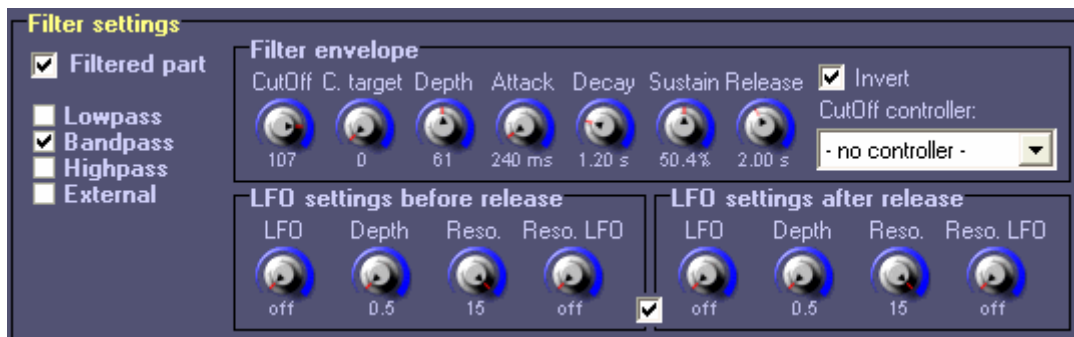 Filter settings
Filtered part
Lowpass
Bandpass
Highpass
External
Filter envelope
CutOff C. target Depth Attack Decay Sustain Release
107 0 61 240 ms 1.20 s 50.4% 2.00 s
Invert
CutOff controller:
- no controller -
LFO settings before release
LFO Depth Reso. Reso. LFO
off 0.5 15 off
LFO settings after release
LFO Depth Reso. Reso. LFO
off 0.5 15 off